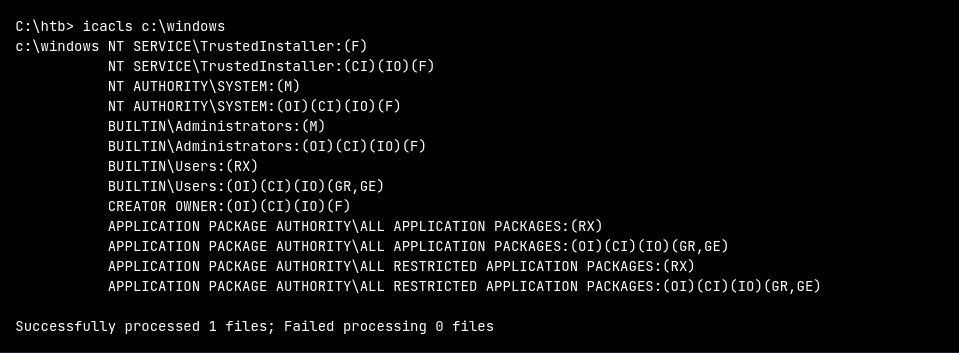 C:\htb> icacls c:\windows
c:\windows NT SERVICE\TrustedInstaller:(F)
           NT SERVICE\TrustedInstaller:(CI)(IO)(F)
           NT AUTHORITY\SYSTEM:(M)
           NT AUTHORITY\SYSTEM:(OI)(CI)(IO)(F)
           BUILTIN\Administrators:(M)
           BUILTIN\Administrators:(OI)(CI)(IO)(F)
           BUILTIN\Users:(RX)
           BUILTIN\Users:(OI)(CI)(IO)(GR,GE)
           CREATOR OWNER:(OI)(CI)(IO)(F)
           APPLICATION PACKAGE AUTHORITY\ALL APPLICATION PACKAGES:(RX)
           APPLICATION PACKAGE AUTHORITY\ALL APPLICATION PACKAGES:(OI)(CI)(IO)(GR,GE)
           APPLICATION PACKAGE AUTHORITY\ALL RESTRICTED APPLICATION PACKAGES:(RX)
           APPLICATION PACKAGE AUTHORITY\ALL RESTRICTED APPLICATION PACKAGES:(OI)(CI)(IO)(GR,GE)

Successfully processed 1 files; Failed processing 0 files